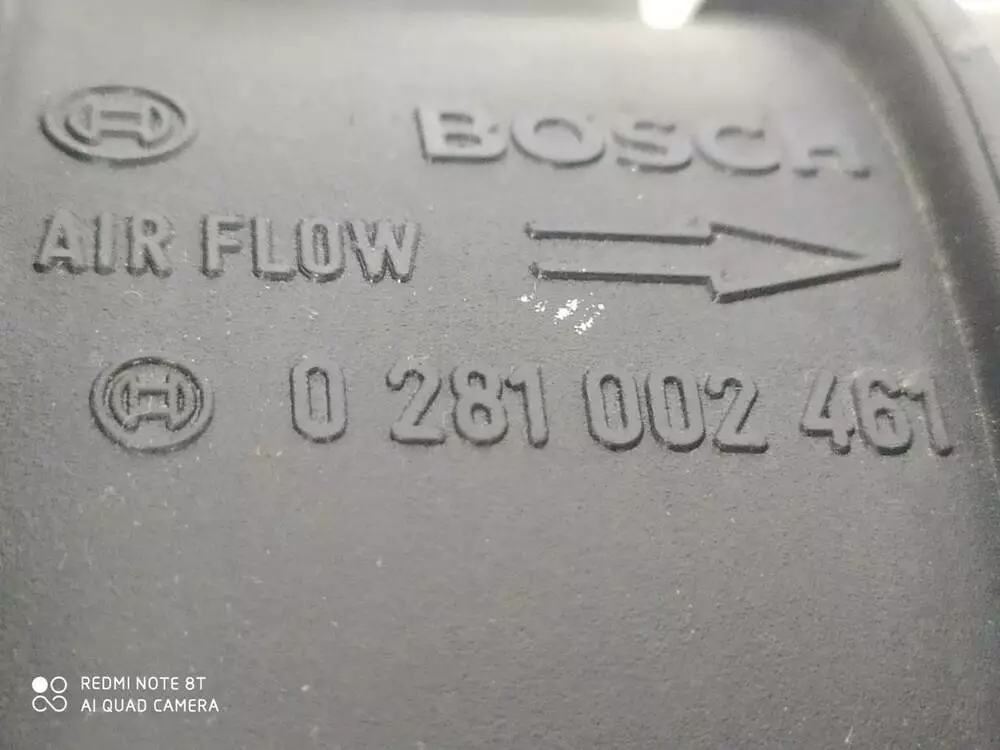 BOSCH
AIR FLOW
0 281 002 461
REDMI NOTE 8T
AI QUAD CAMERA